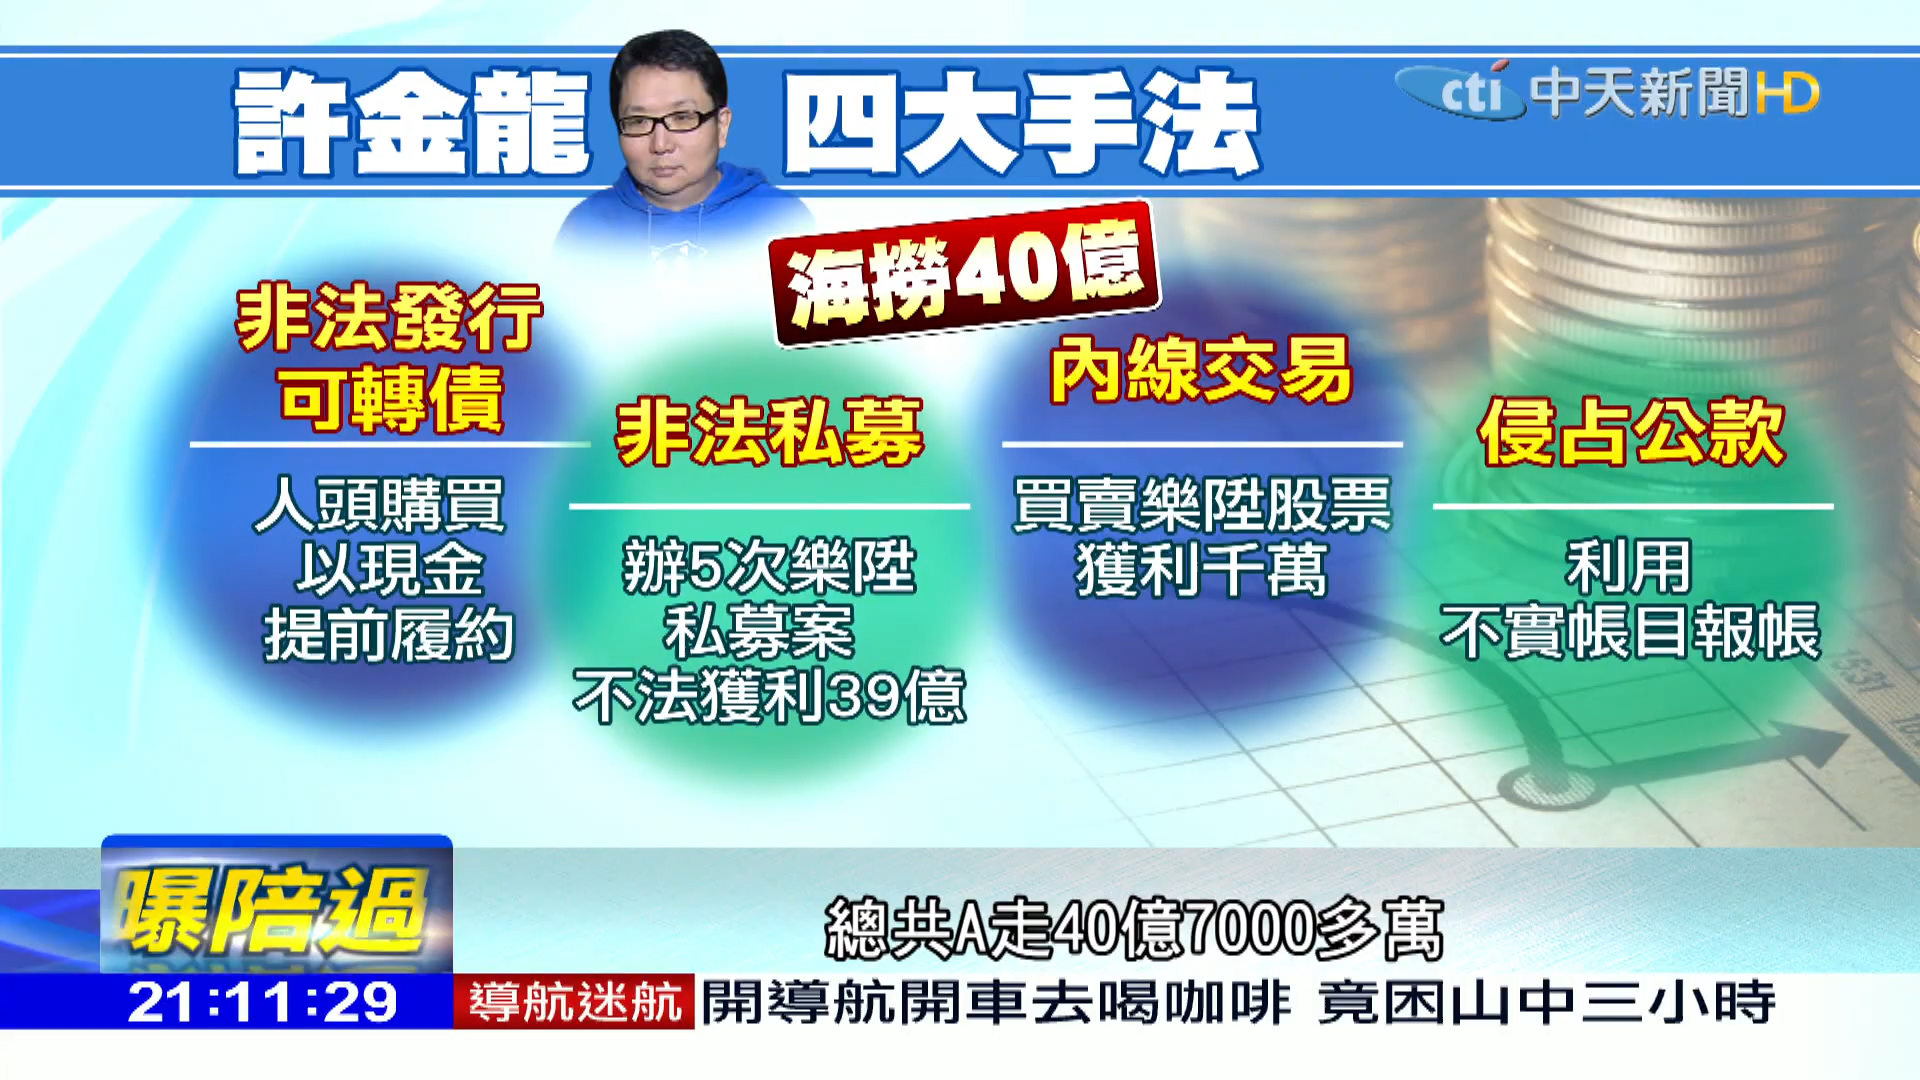 許金龍 四大手法
cti 中天新聞HD
海撈40億
非法發行
可轉債
人頭購買
以現金
提前履約
非法私募
辦5次樂陞
私募案
不法獲利39億
內線交易
買賣樂陞股票
獲利千萬
侵占公款
利用
不實帳目報帳
曝陪過
總共A走40億7000多萬
21:11:29
導航迷航 開導航開車去喝咖啡 竟困山中三小時